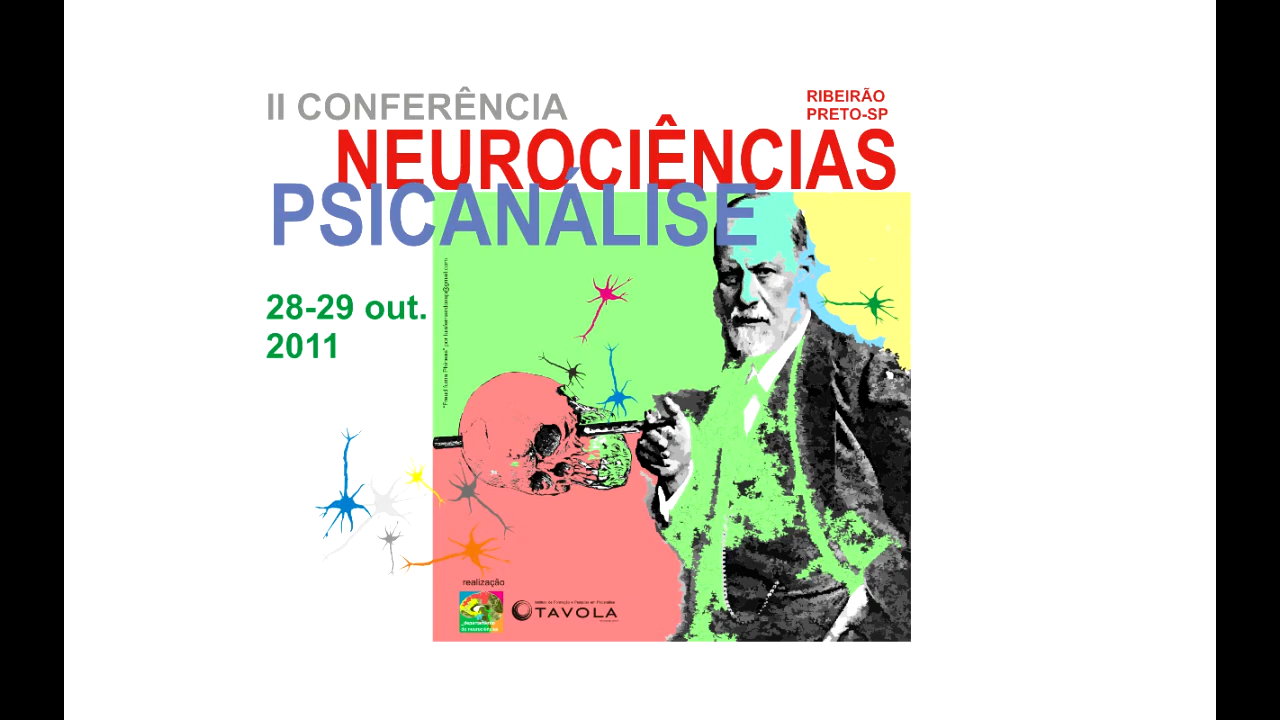 II CONFERÊNCIA
RIBEIRÃO
PRETO-SP
NEUROCIÊNCIAS
PSICANÁLISE
28-29 out.
2011
realização
TAVOLA